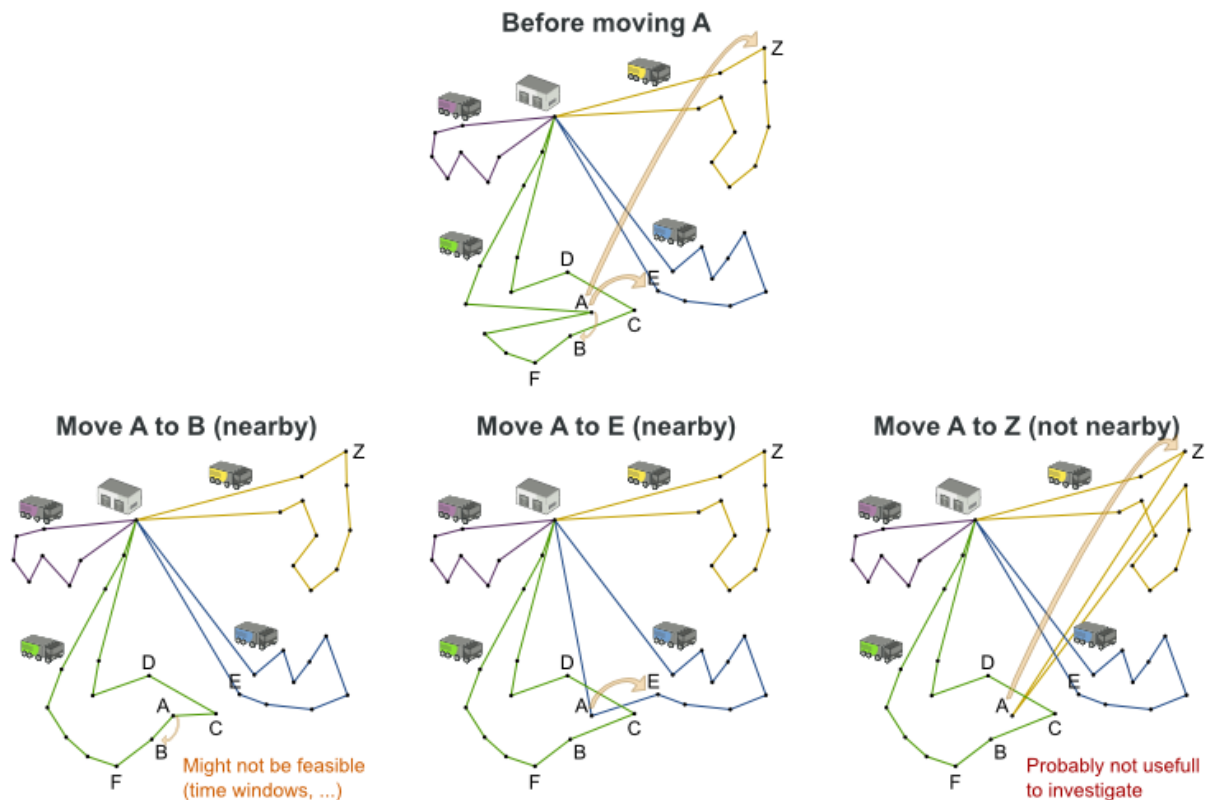 Before moving A
Z
D
E
A
C
B
F
Move A to B (nearby)
Z
D
E
A
C
B
F
Might not be feasible
(time windows, ...)
Move A to E (nearby)
Z
D
E
A
C
B
F
Move A to Z (not nearby)
Z
D
E
A
C
B
F
Probably not usefull
to investigate